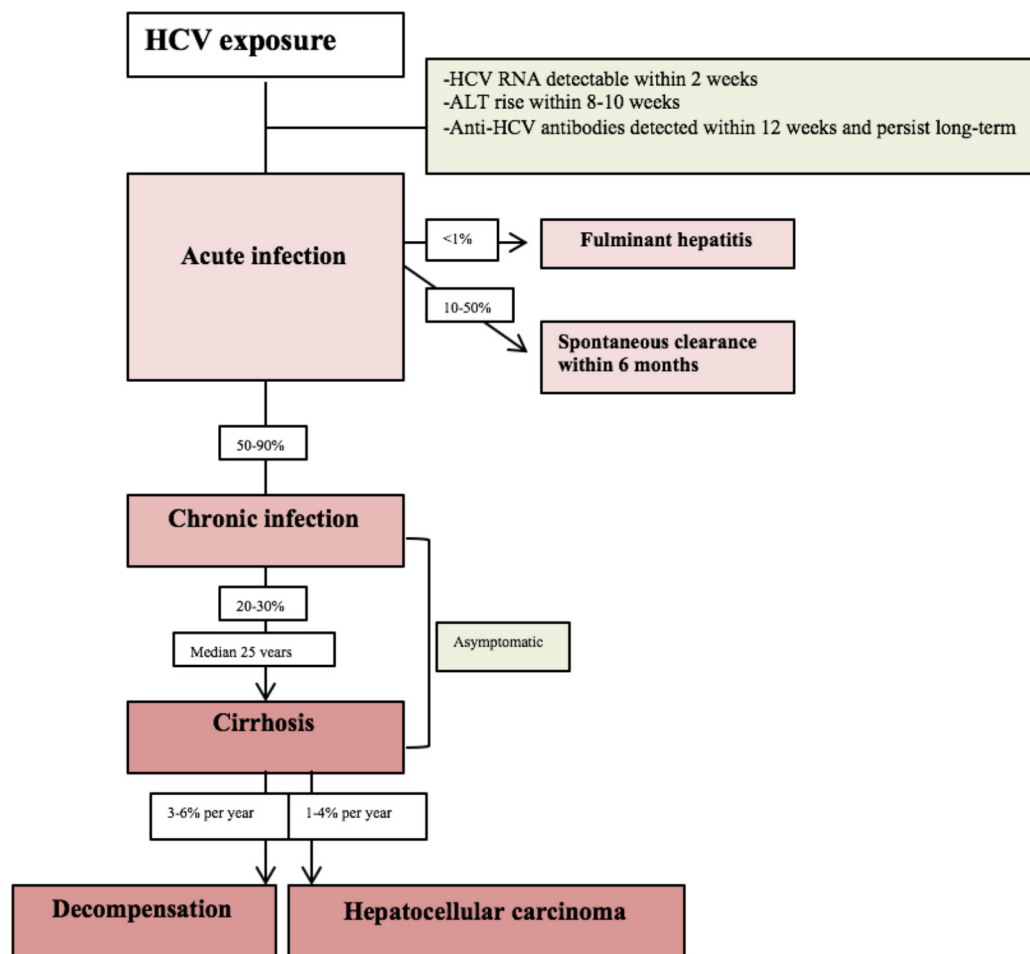 HCV exposure
-HCV RNA detectable within 2 weeks
-ALT rise within 8-10 weeks
-Anti-HCV antibodies detected within 12 weeks and persist long-term
Acute infection
<1%
Fulminant hepatitis
10-50%
Spontaneous clearance
within 6 months
50-90%
Chronic infection
20-30%
Median 25 years
Asymptomatic
Cirrhosis
3-6% per year
1-4% per year
Decompensation
Hepatocellular carcinoma